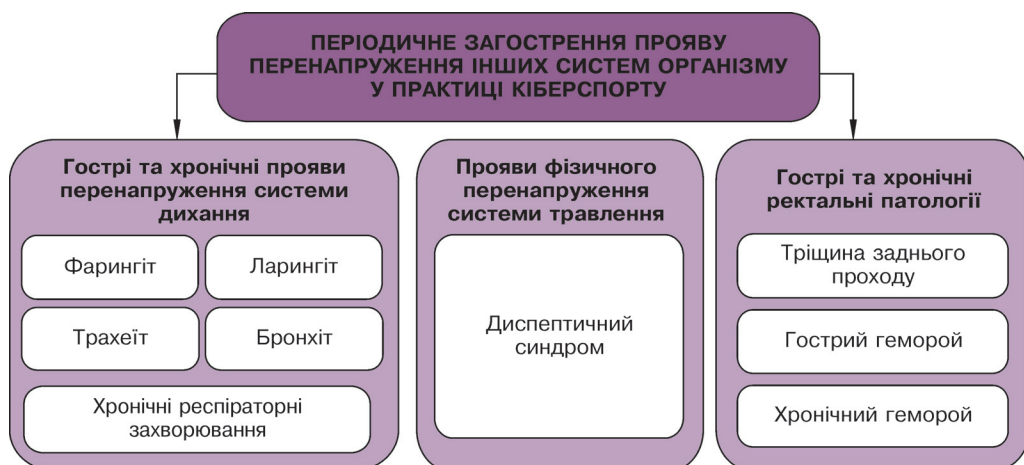 ПЕРІОДИЧНЕ ЗАГОСТРЕННЯ ПРОЯВУ
ПЕРЕНАПРУЖЕННЯ ІНШИХ СИСТЕМ ОРГАНІЗМУ
У ПРАКТИЦІ КІБЕРСПОРТУ
Гострі та хронічні прояви
перенапруження системи
дихання
Фарингіт
Ларингіт
Трахеїт
Бронхіт
Хронічні респіраторні
захворювання
Прояви фізичного
перенапруження
системи травлення
Диспептичний
синдром
Гострі та хронічні
ректальні патології
Тріщина заднього
проходу
Гострий геморой
Хронічний геморой